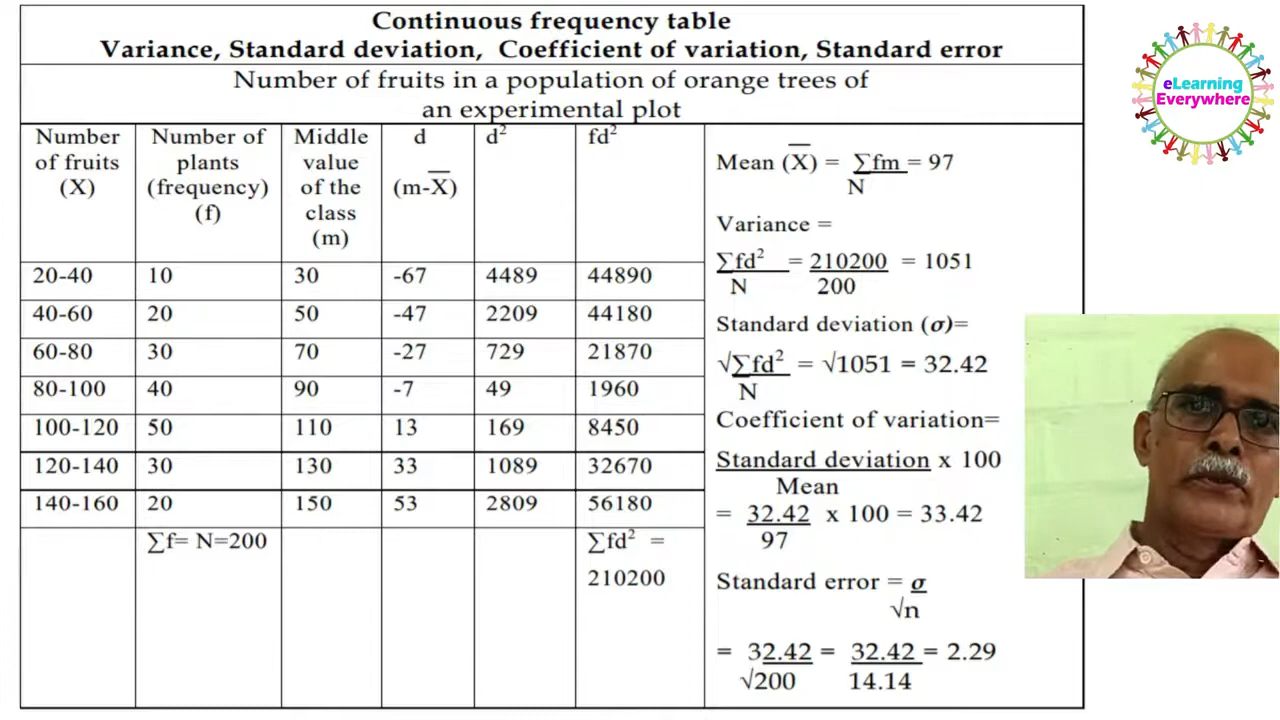 Continuous frequency table
Variance, Standard deviation, Coefficient of variation, Standard error
Number of fruits in a population of orange trees of
an experimental plot
Number of fruits (X) | Number of plants (frequency) (f) | Middle value of the class (m) | d (m-X̅) | d² | fd²
20-40 | 10 | 30 | -67 | 4489 | 44890
40-60 | 20 | 50 | -47 | 2209 | 44180
60-80 | 30 | 70 | -27 | 729 | 21870
80-100 | 40 | 90 | -7 | 49 | 1960
100-120 | 50 | 110 | 13 | 169 | 8450
120-140 | 30 | 130 | 33 | 1089 | 32670
140-160 | 20 | 150 | 53 | 2809 | 56180
∑f= N=200 | ∑fd² = 210200
Mean (X̅) = ∑fm = 97
N
Variance =
∑fd² = 210200 = 1051
N 200
Standard deviation (σ)=
√∑fd² = √1051 = 32.42
N
Coefficient of variation=
Standard deviation x 100
Mean
= 32.42 x 100 = 33.42
97
Standard error = σ
√n
= 32.42 = 32.42 = 2.29
√200 14.14
eLearning
Everywhere